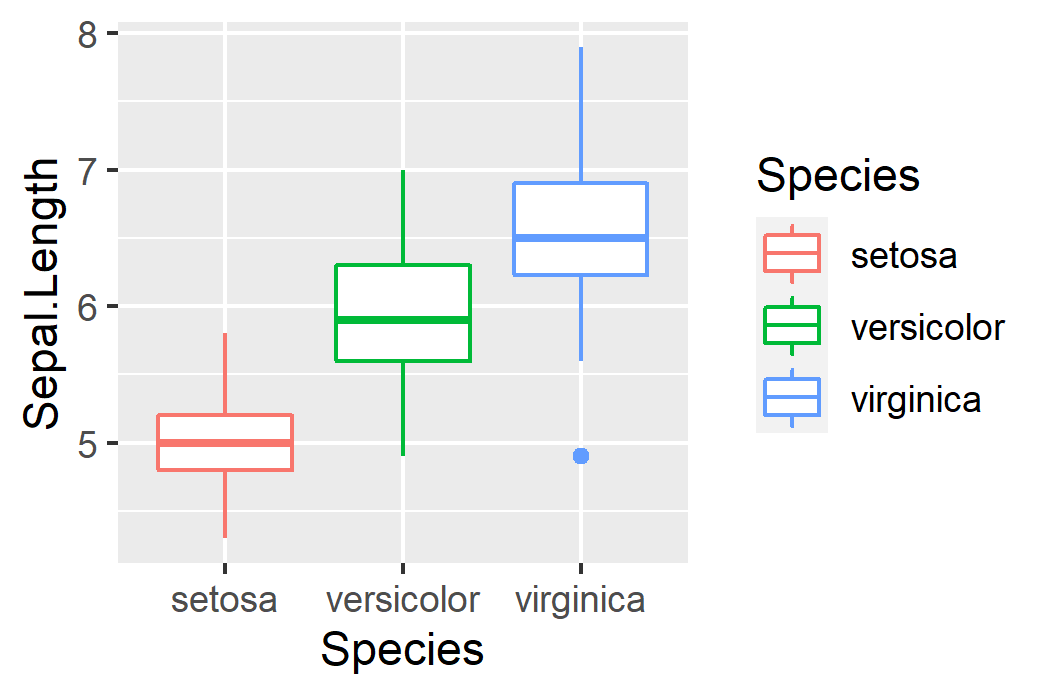 Sepal.Length
8
7
6
5
setosa versicolor virginica
Species
Species
setosa
versicolor
virginica